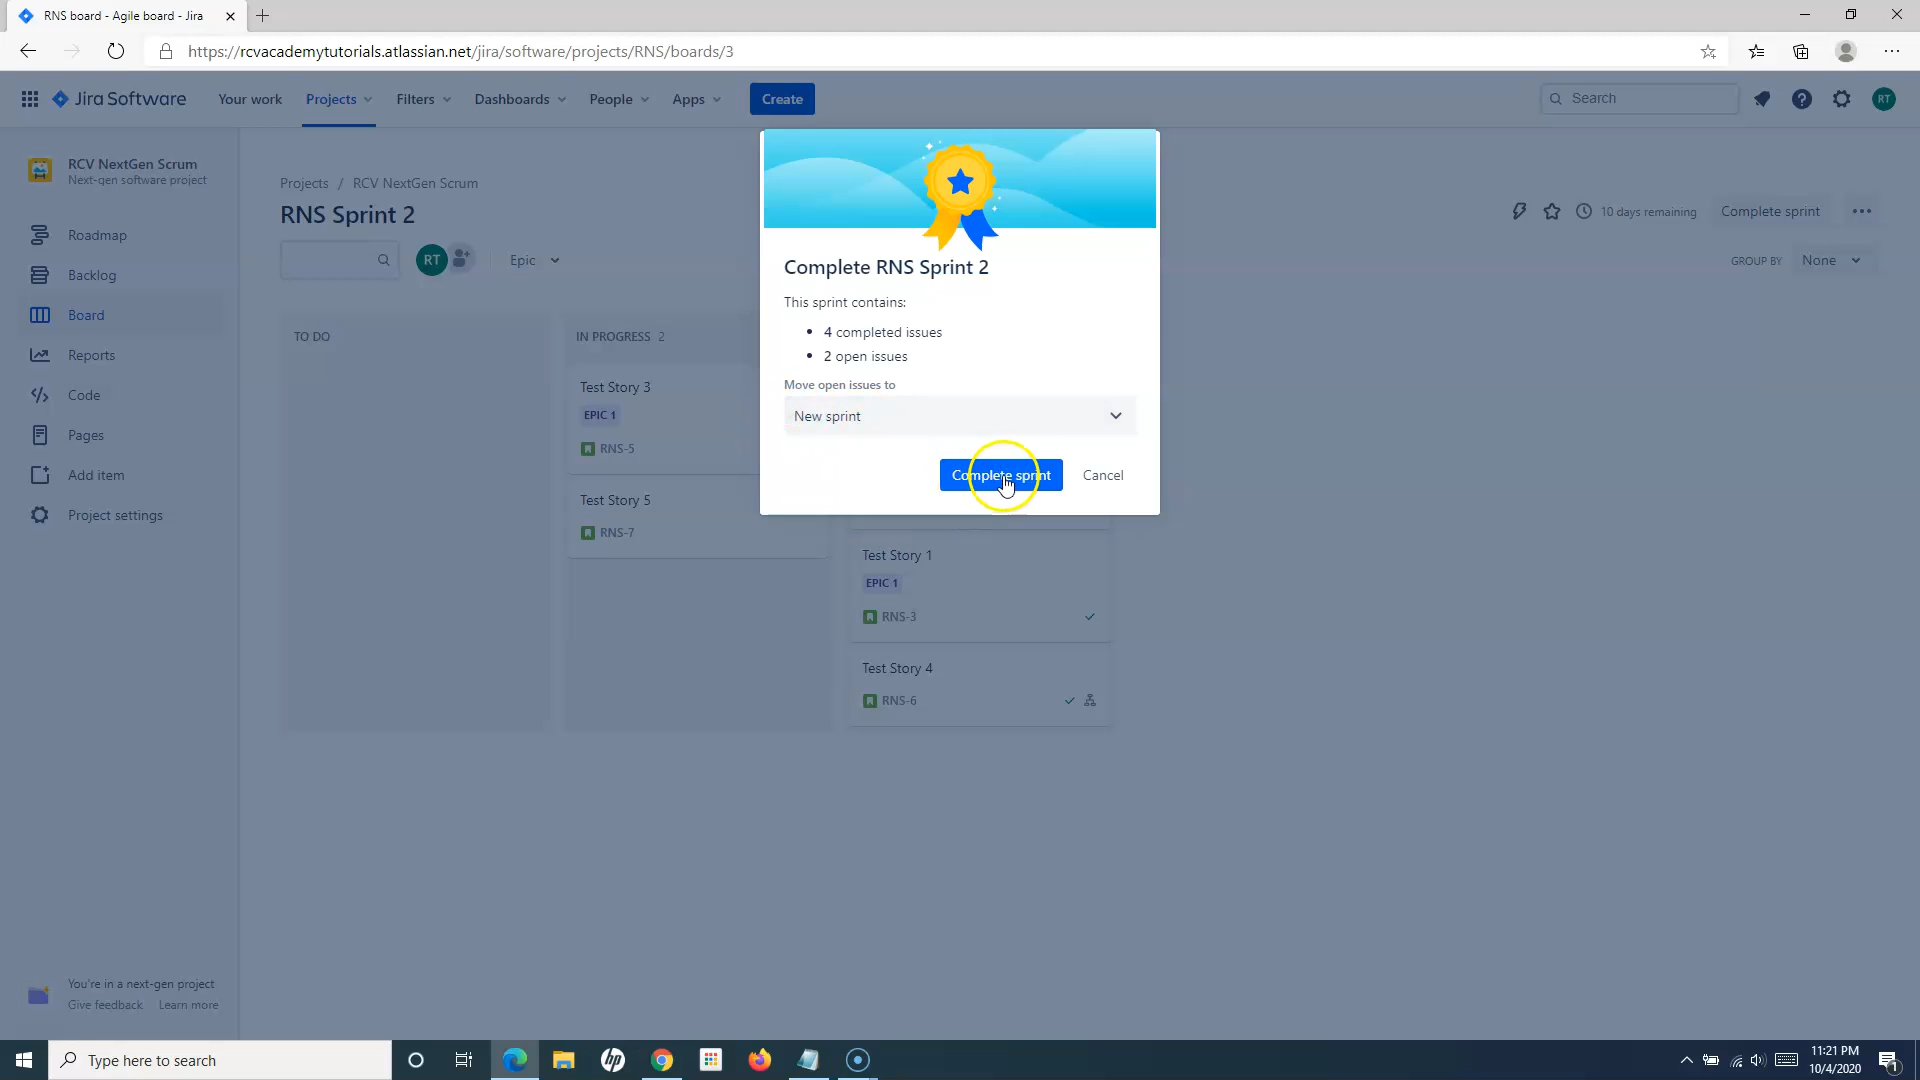 RNS board - Agile board - Jira
https://rcvacademytutorials.atlassian.net/jira/software/projects/RNS/boards/3
Jira Software
Your work
Projects
Filters
Dashboards
People
Apps
Create
Search
RT
RCV NextGen Scrum
Next-gen software project
Roadmap
Backlog
Board
Reports
Code
Pages
Add item
Project settings
You're in a next-gen project
Give feedback
Learn more
Projects / RCV NextGen Scrum
RNS Sprint 2
RT
Epic
10 days remaining
Complete sprint
GROUP BY
None
TO DO
IN PROGRESS 2
Test Story 3
EPIC 1
RNS-5
Test Story 5
RNS-7
Test Story 1
EPIC 1
RNS-3
Test Story 4
RNS-6
Complete RNS Sprint 2
This sprint contains:
4 completed issues
2 open issues
Move open issues to
New sprint
Complete sprint
Cancel
Type here to search
hp
11:21 PM
10/4/2020
1